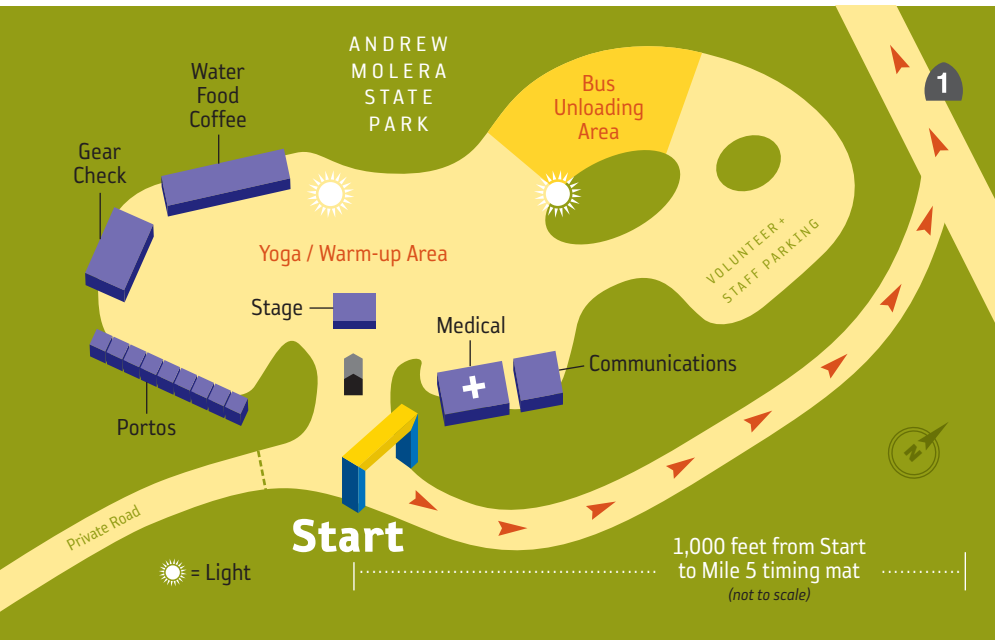 ANDREW
MOLERA
STATE
PARK
Water
Food
Coffee
Bus
Unloading
Area
1
Gear
Check
Yoga / Warm-up Area
VOLUNTEER+
STAFF PARKING
Stage
Medical
Communications
Portos
N
Start
Private Road
= Light
1,000 feet from Start
to Mile 5 timing mat
(not to scale)